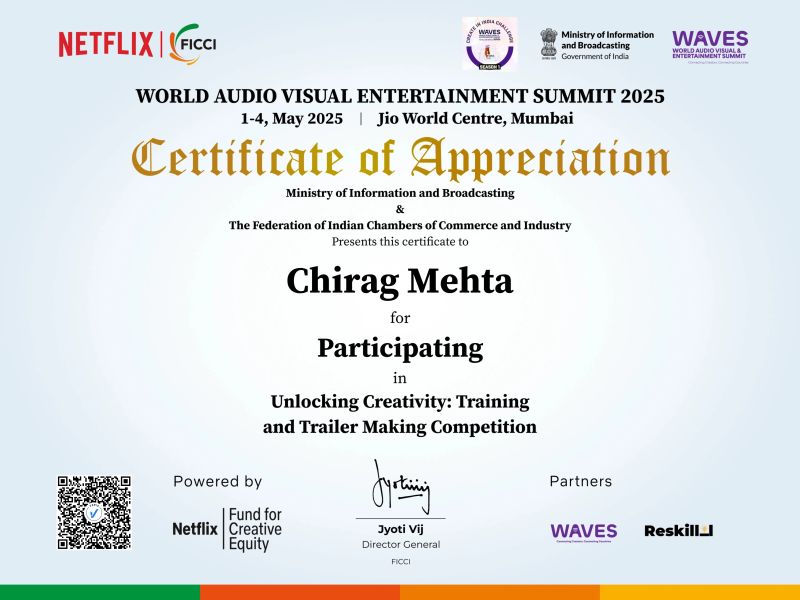 NETFLIX
FICCI
CREATE IN INDIA CHALLENGE
WAVES
SEASON 1
Ministry of Information
and Broadcasting
Government of India
WAVES
WORLD AUDIO VISUAL &
ENTERTAINMENT SUMMIT
WORLD AUDIO VISUAL ENTERTAINMENT SUMMIT 2025
1-4, May 2025 | Jio World Centre, Mumbai
Certificate of Appreciation
Ministry of Information and Broadcasting
&
The Federation of Indian Chambers of Commerce and Industry
Presents this certificate to
Chirag Mehta
for
Participating
in
Unlocking Creativity: Training
and Trailer Making Competition
Powered by
Netflix
Fund for
Creative
Equity
Jyoti Vij
Director General
FICCI
Partners
WAVES
Reskilll